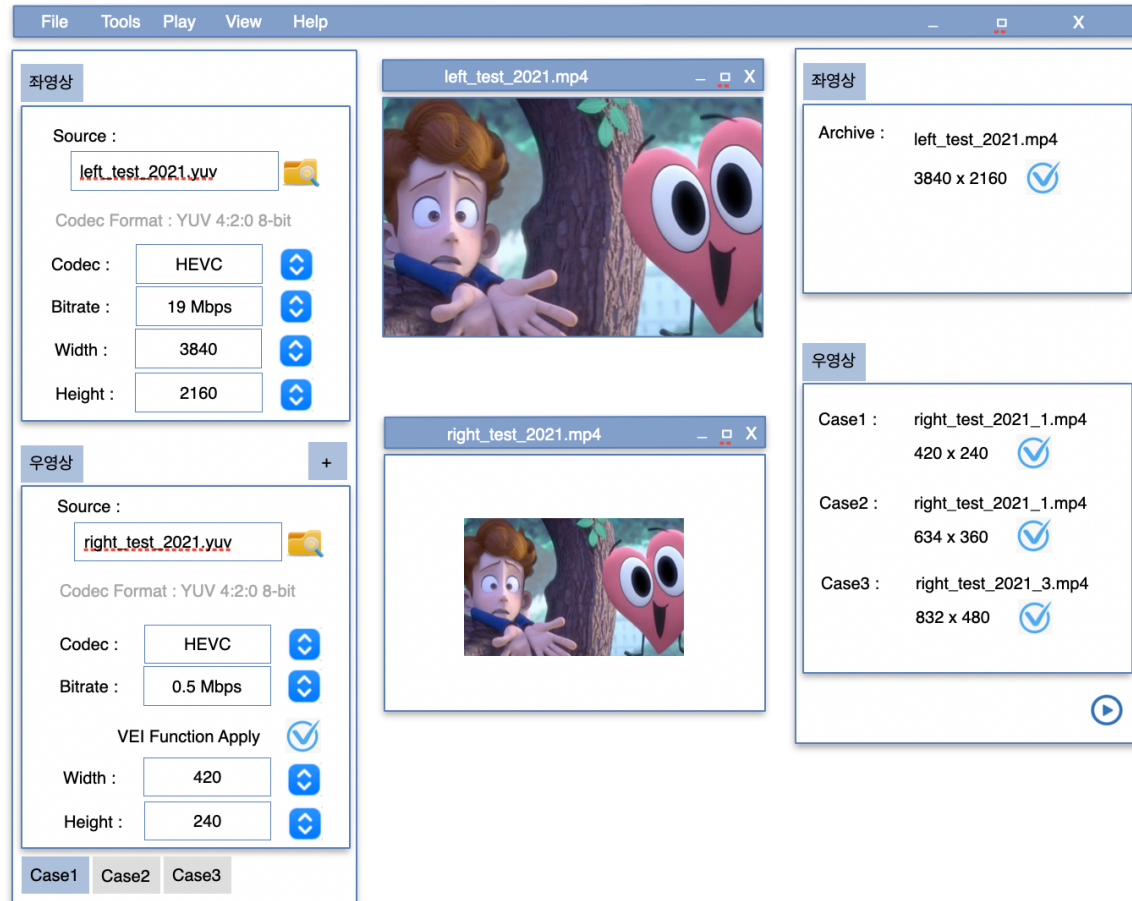 File Tools Play View Help
좌영상
Source :
left_test_2021.yuv
Codec Format : YUV 4:2:0 8-bit
Codec : HEVC
Bitrate : 19 Mbps
Width : 3840
Height : 2160
우영상 +
Source :
right_test_2021.yuv
Codec Format : YUV 4:2:0 8-bit
Codec : HEVC
Bitrate : 0.5 Mbps
VEI Function Apply
Width : 420
Height : 240
Case1 Case2 Case3
left_test_2021.mp4
right_test_2021.mp4
좌영상
Archive : left_test_2021.mp4
3840 x 2160
우영상
Case1 : right_test_2021_1.mp4
420 x 240
Case2 : right_test_2021_1.mp4
634 x 360
Case3 : right_test_2021_3.mp4
832 x 480